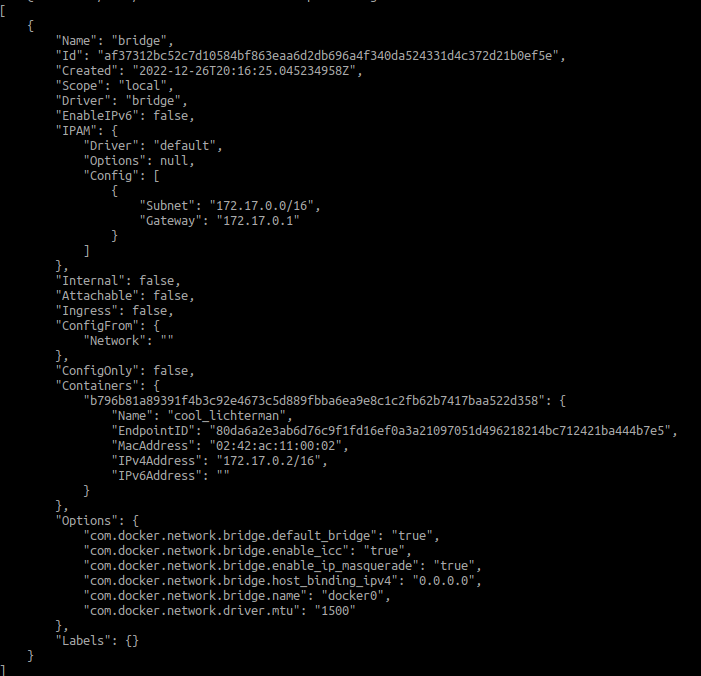 [
    {
        "Name": "bridge",
        "Id": "af37312bc52c7d10584bf863eaa6d2db696a4f340da524331d4c372d21b0ef5e",
        "Created": "2022-12-26T20:16:25.045234958Z",
        "Scope": "local",
        "Driver": "bridge",
        "EnableIPv6": false,
        "IPAM": {
            "Driver": "default",
            "Options": null,
            "Config": [
                {
                    "Subnet": "172.17.0.0/16",
                    "Gateway": "172.17.0.1"
                }
            ]
        },
        "Internal": false,
        "Attachable": false,
        "Ingress": false,
        "ConfigFrom": {
            "Network": ""
        },
        "ConfigOnly": false,
        "Containers": {
            "b796b81a89391f4b3c92e4673c5d889fbba6ea9e8c1c2fb62b7417baa522d358": {
                "Name": "cool_lichterman",
                "EndpointID": "80da6a2e3ab6d76c9f1fd16ef0a3a21097051d496218214bc712421ba444b7e5",
                "MacAddress": "02:42:ac:11:00:02",
                "IPv4Address": "172.17.0.2/16",
                "IPv6Address": ""
            }
        },
        "Options": {
            "com.docker.network.bridge.default_bridge": "true",
            "com.docker.network.bridge.enable_icc": "true",
            "com.docker.network.bridge.enable_ip_masquerade": "true",
            "com.docker.network.bridge.host_binding_ipv4": "0.0.0.0",
            "com.docker.network.bridge.name": "docker0",
            "com.docker.network.driver.mtu": "1500"
        },
        "Labels": {}
    }
]